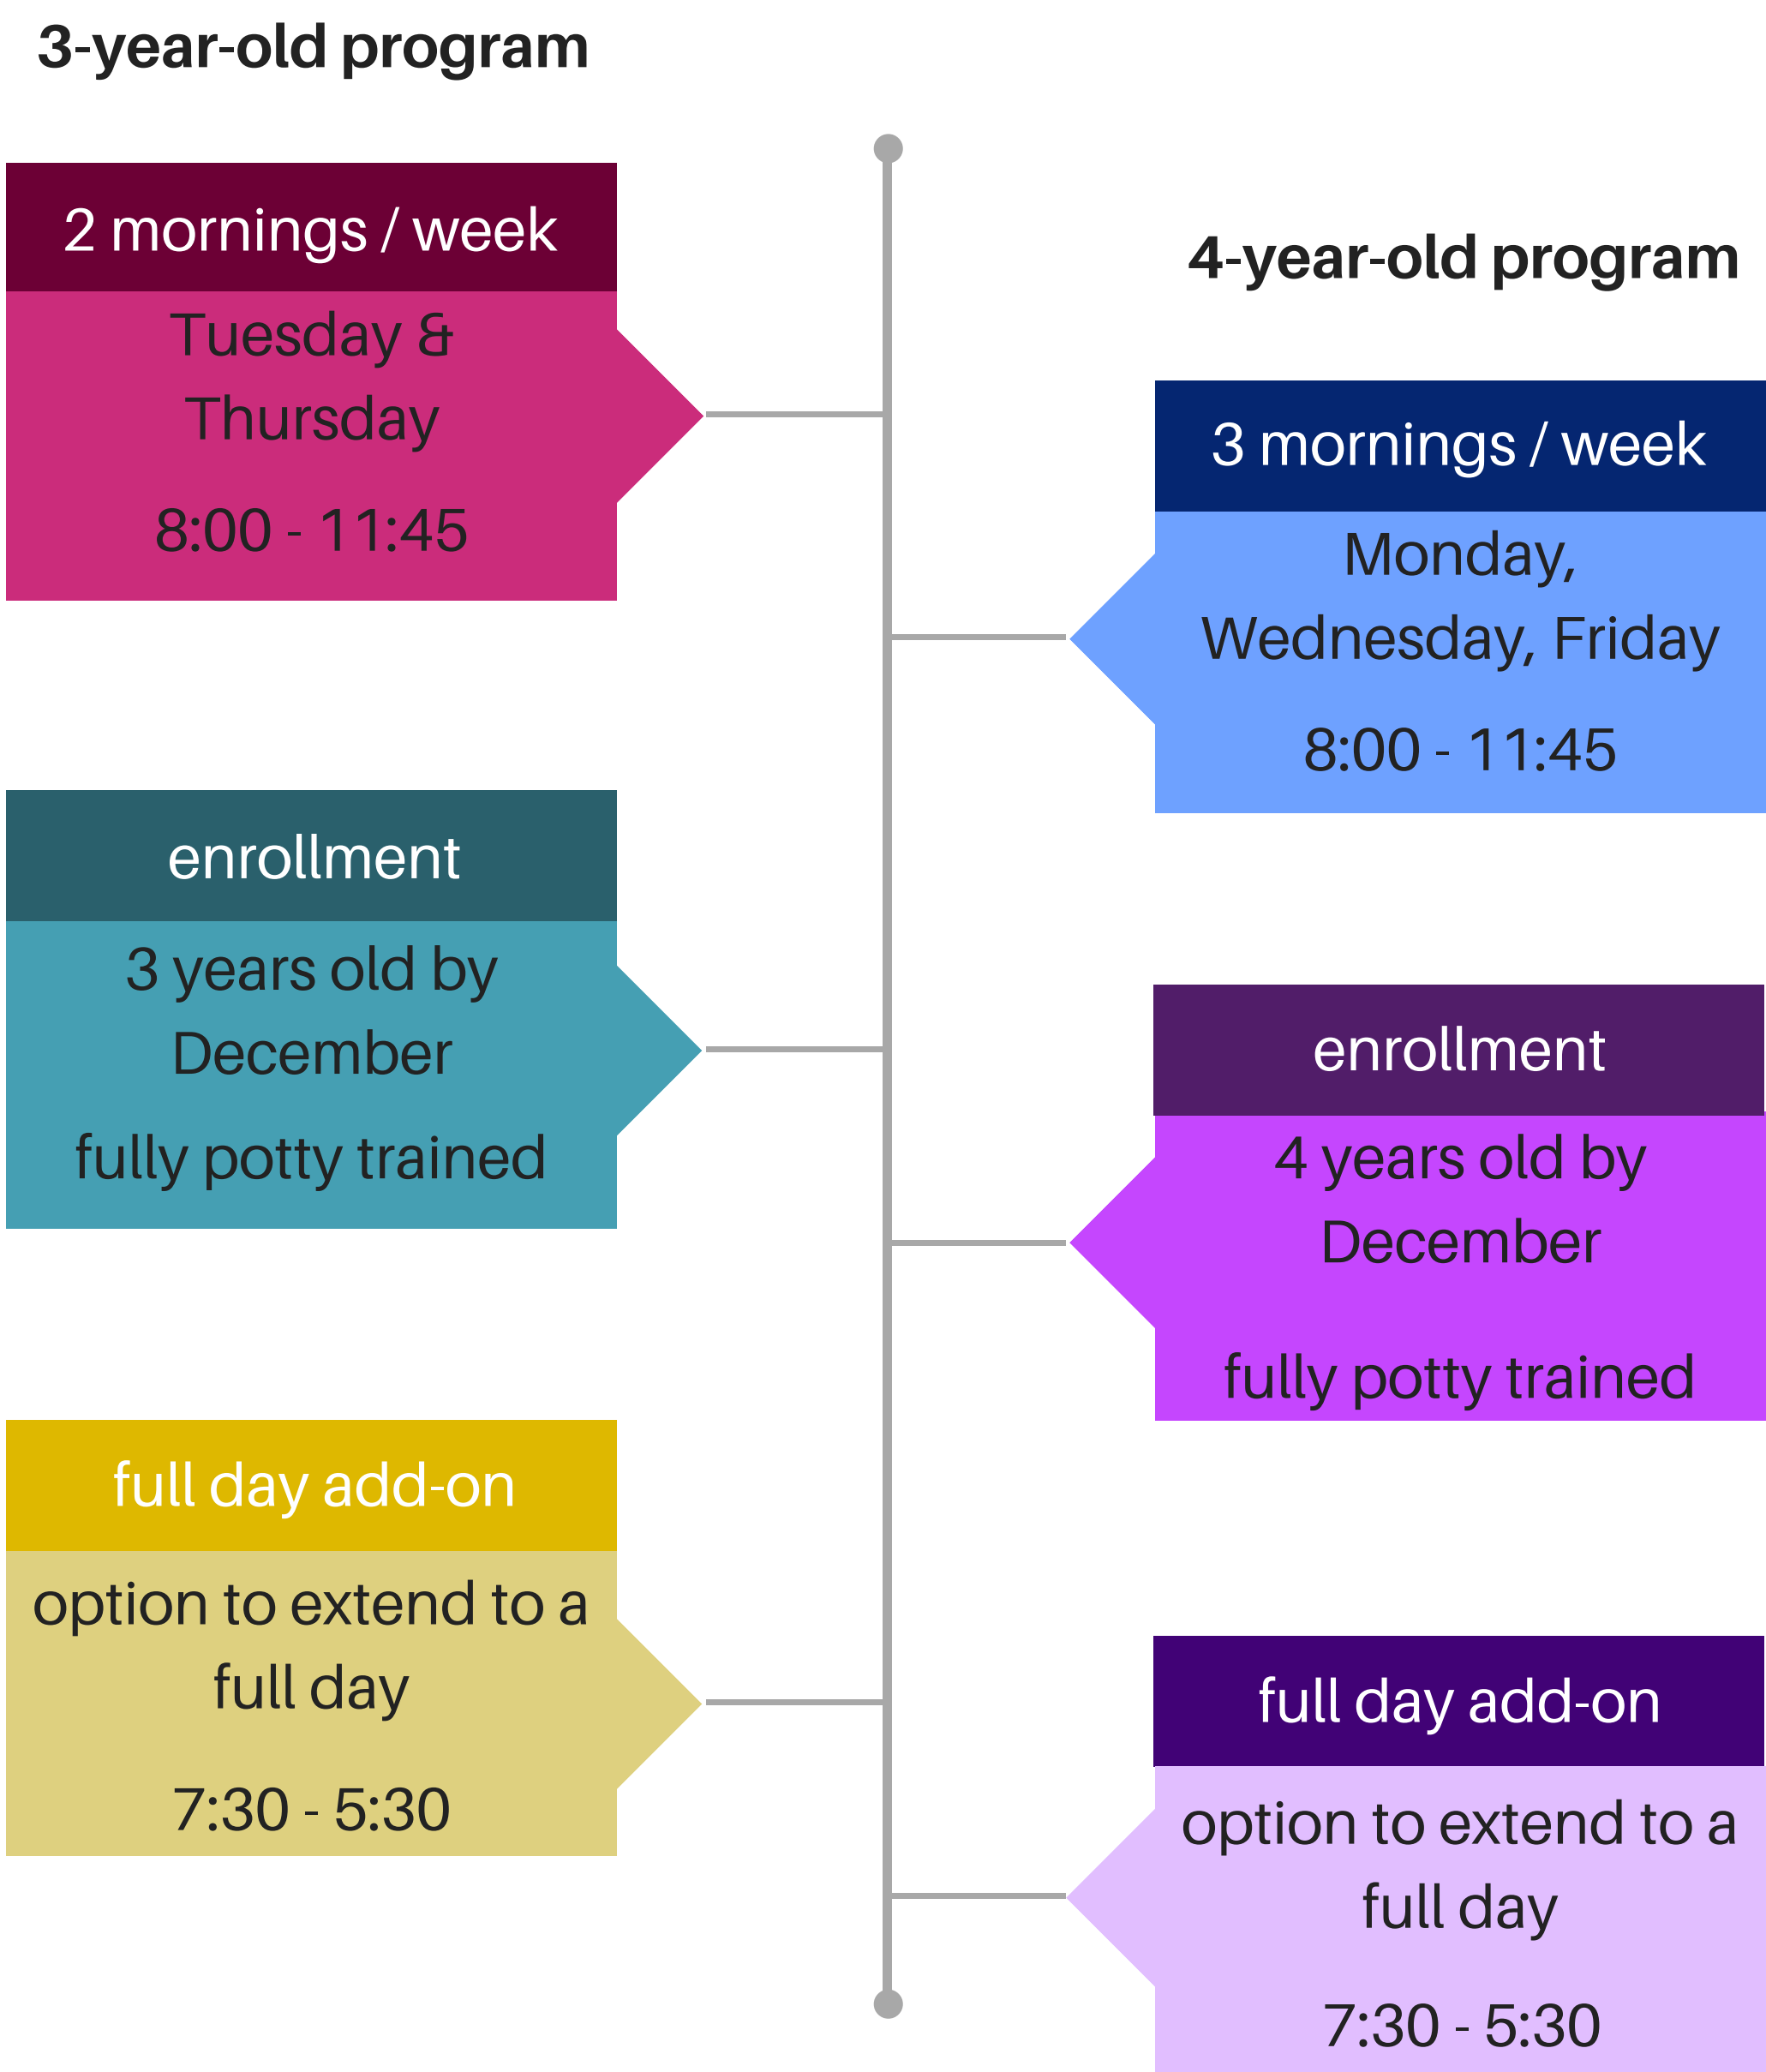 3-year-old program
2 mornings / week
Tuesday &
Thursday
8:00 - 11:45
enrollment
3 years old by
December
fully potty trained
full day add-on
option to extend to a
full day
7:30 - 5:30
4-year-old program
3 mornings / week
Monday,
Wednesday, Friday
8:00 - 11:45
enrollment
4 years old by
December
fully potty trained
full day add-on
option to extend to a
full day
7:30 - 5:30